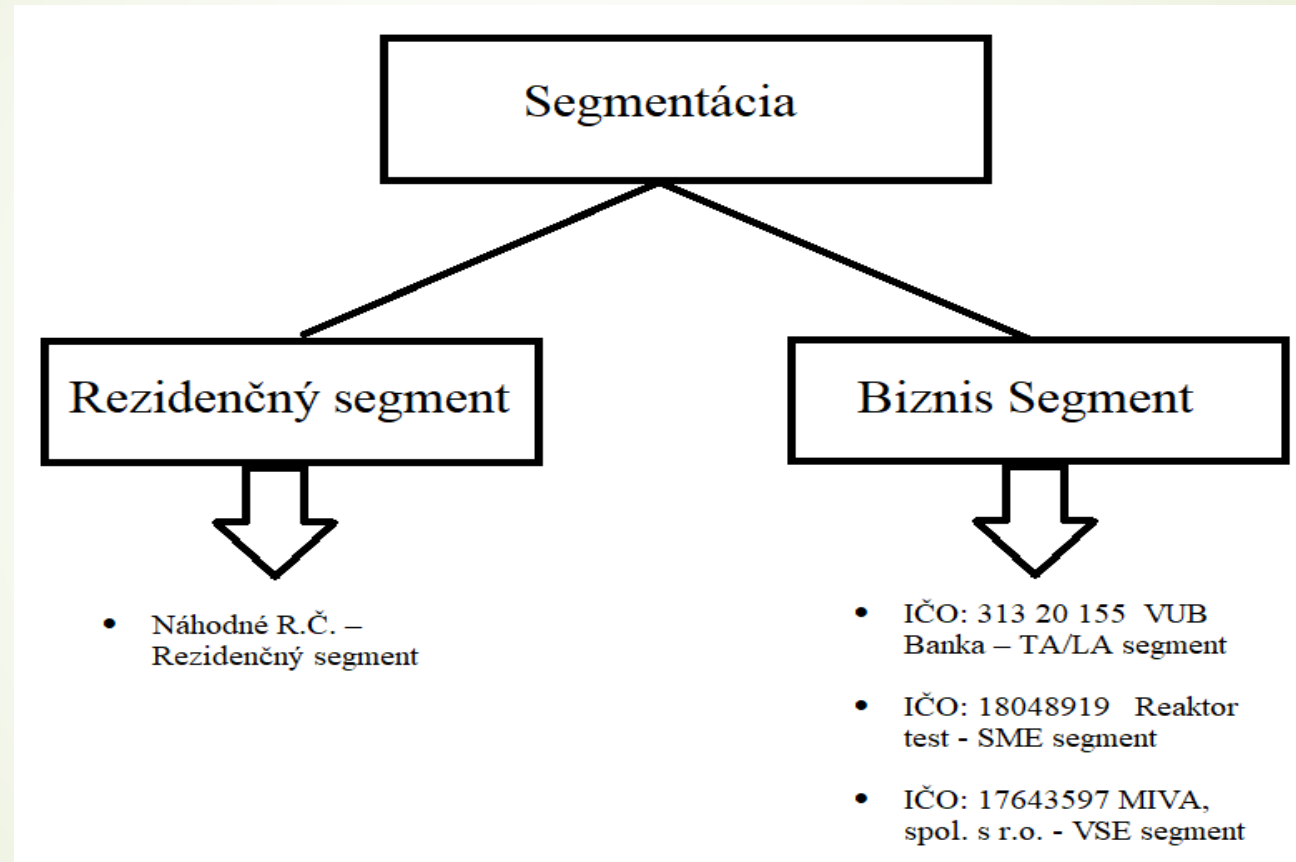 Segmentácia
Rezidenčný segment
Biznis Segment
• Náhodné R.Č. –
Rezidenčný segment
• IČO: 313 20 155 VUB
Banka – TA/LA segment
• IČO: 18048919 Reaktor
test - SME segment
• IČO: 17643597 MIVA,
spol. s r.o. - VSE segment